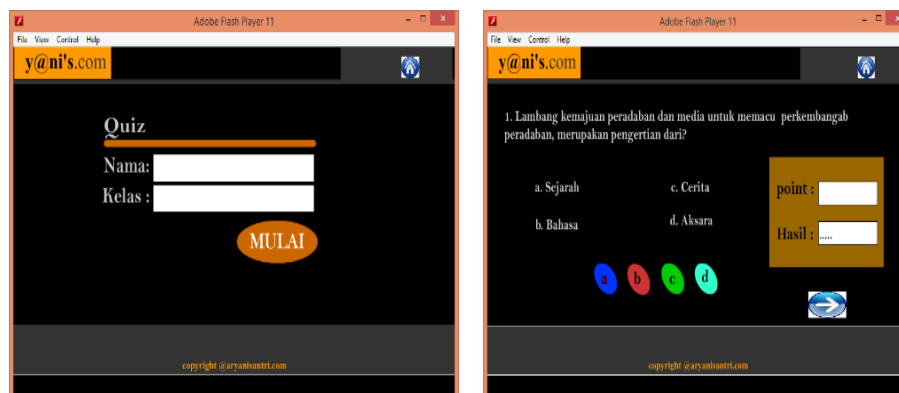 Adobe Flash Player 11
File View Control Help
y@ni's.com
Quiz
Nama:
Kelas :
MULAI
copyright @aryanisantri.com
Adobe Flash Player 11
File View Control Help
y@ni's.com
1. Lambang kemajuan peradaban dan media untuk memacu perkembangab
peradaban, merupakan pengertian dari?
a. Sejarah
c. Cerita
b. Bahasa
d. Aksara
point :
Hasil : .....
a b c d
copyright @aryanisantri.com